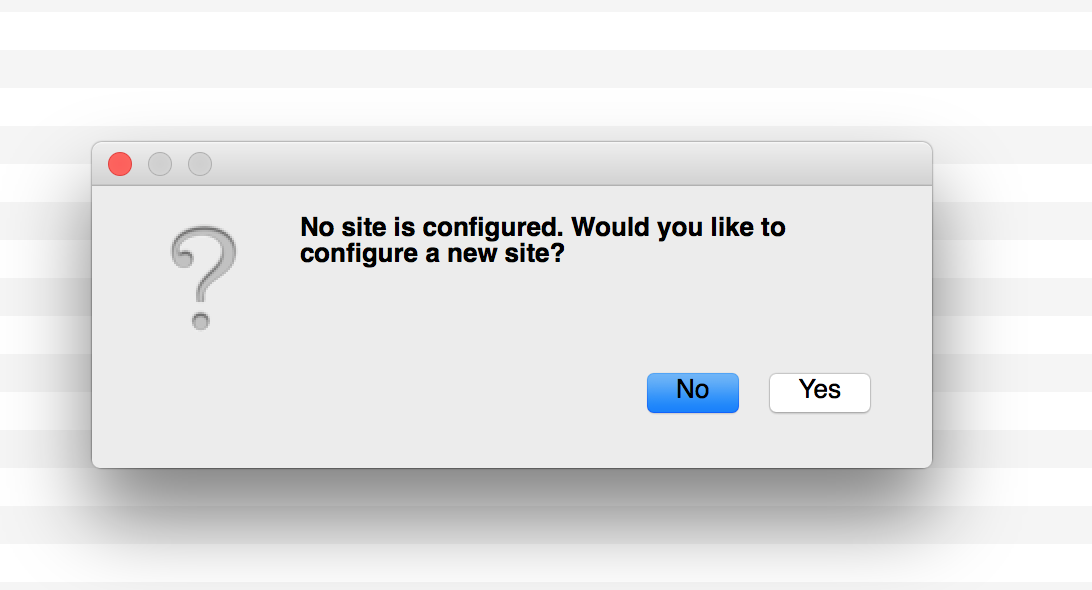 No site is configured. Would you like to
configure a new site?
No
Yes